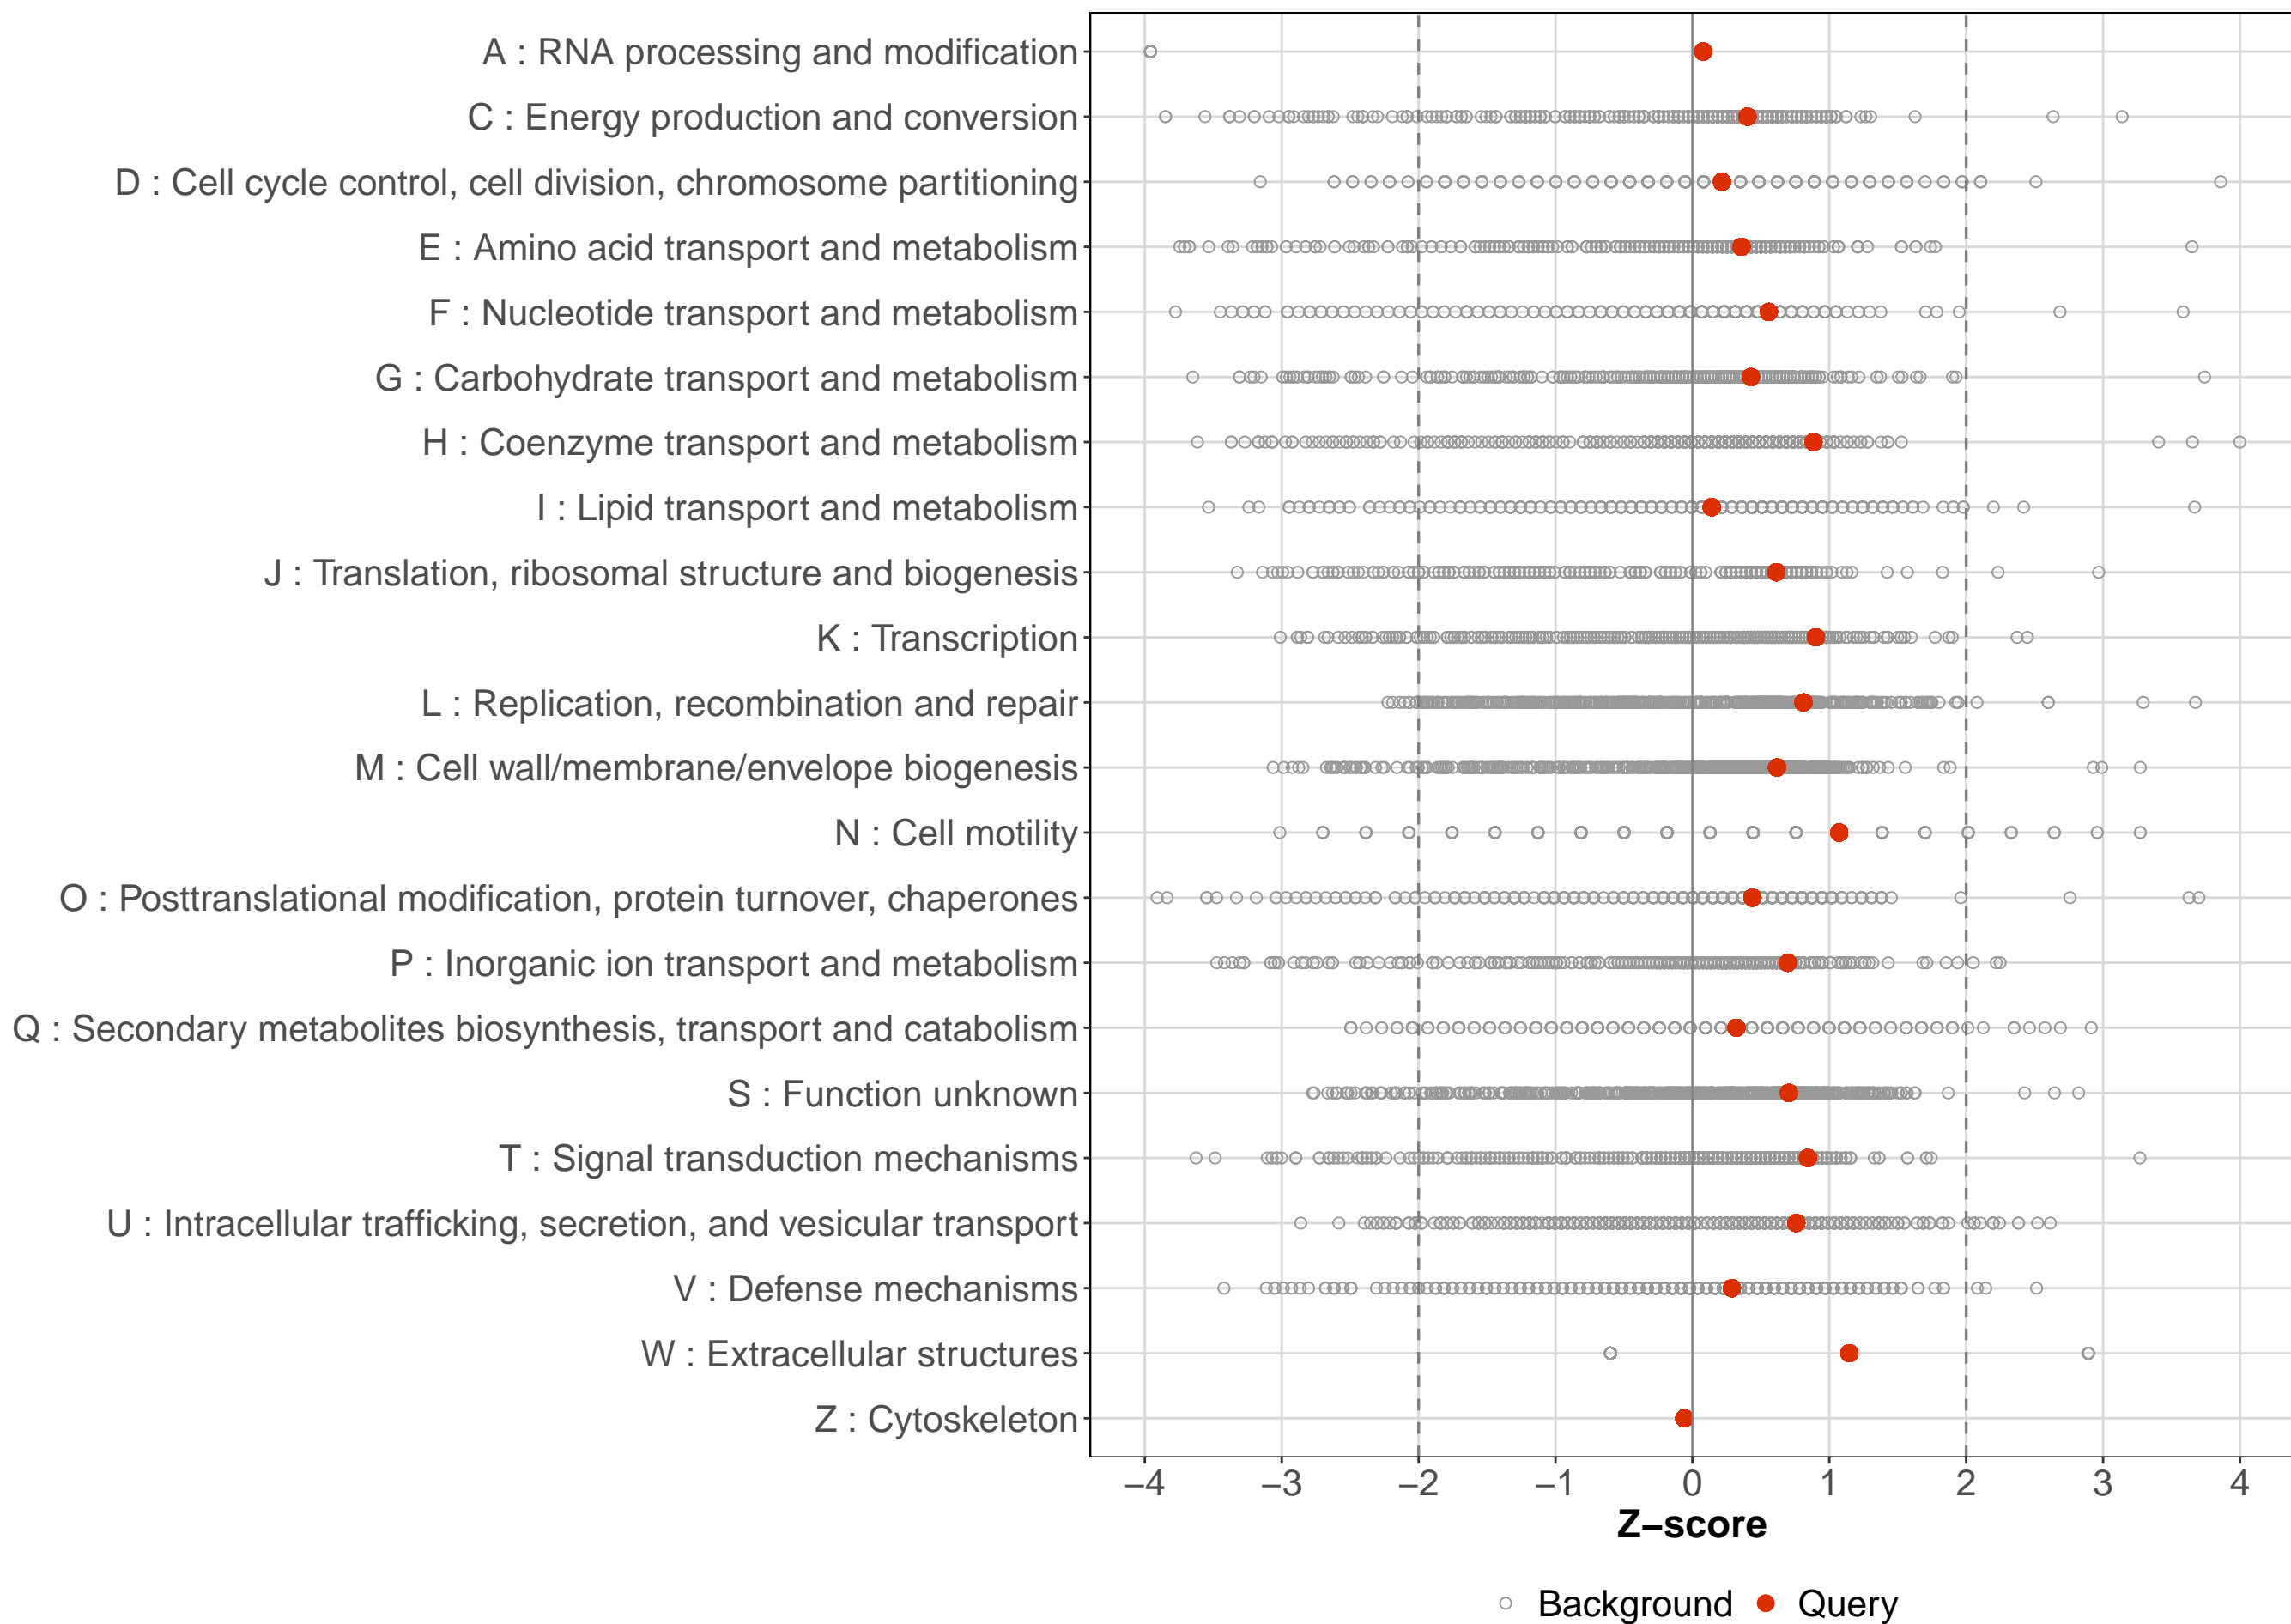 A : RNA processing and modification
C : Energy production and conversion
D : Cell cycle control, cell division, chromosome partitioning
E : Amino acid transport and metabolism
F : Nucleotide transport and metabolism
G : Carbohydrate transport and metabolism
H : Coenzyme transport and metabolism
I : Lipid transport and metabolism
J : Translation, ribosomal structure and biogenesis
K : Transcription
L : Replication, recombination and repair
M : Cell wall/membrane/envelope biogenesis
N : Cell motility
O : Posttranslational modification, protein turnover, chaperones
P : Inorganic ion transport and metabolism
Q : Secondary metabolites biosynthesis, transport and catabolism
S : Function unknown
T : Signal transduction mechanisms
U : Intracellular trafficking, secretion, and vesicular transport
V : Defense mechanisms
W : Extracellular structures
Z : Cytoskeleton
−4 −3 −2 −1 0 1 2 3 4
Z−score
Background Query